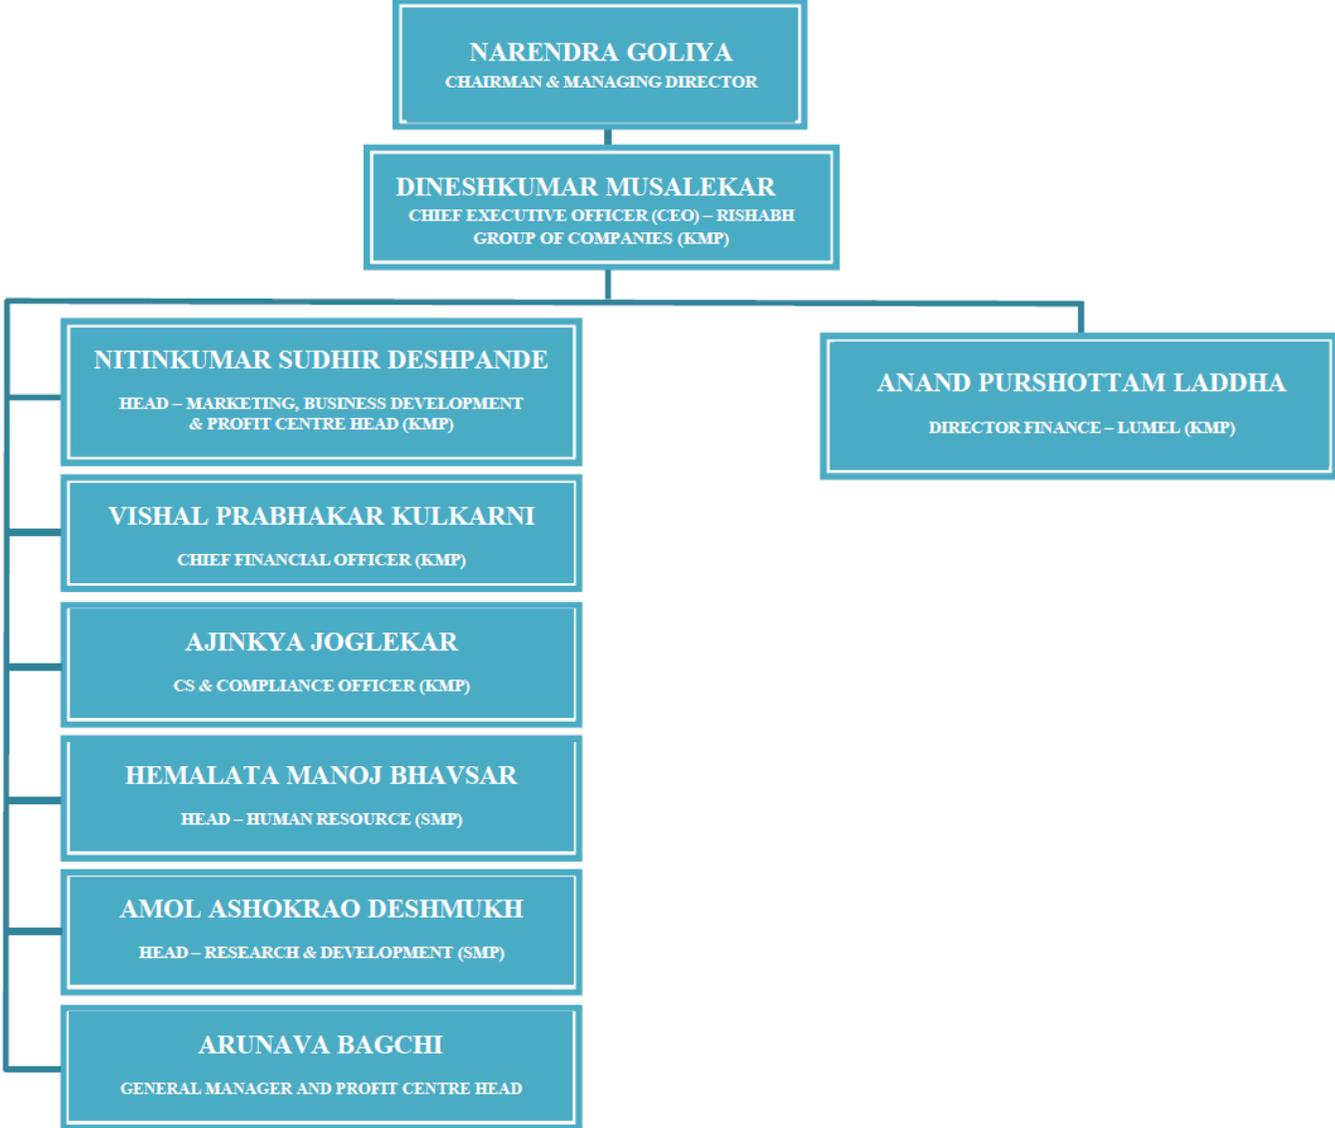 NARENDRA GOLIYA
CHAIRMAN & MANAGING DIRECTOR
DINESHKUMAR MUSALEKAR
CHIEF EXECUTIVE OFFICER (CEO) – RISHABH
GROUP OF COMPANIES (KMP)
NITINKUMAR SUDHIR DESHPANDE
HEAD – MARKETING, BUSINESS DEVELOPMENT
& PROFIT CENTRE HEAD (KMP)
ANAND PURSHOTTAM LADDHA
DIRECTOR FINANCE – LUMEL (KMP)
VISHAL PRABHAKAR KULKARNI
CHIEF FINANCIAL OFFICER (KMP)
AJINKYA JOGLEKAR
CS & COMPLIANCE OFFICER (KMP)
HEMALATA MANOJ BHAVSAR
HEAD – HUMAN RESOURCE (SMP)
AMOL ASHOKRAO DESHMUKH
HEAD – RESEARCH & DEVELOPMENT (SMP)
ARUNAVA BAGCHI
GENERAL MANAGER AND PROFIT CENTRE HEAD